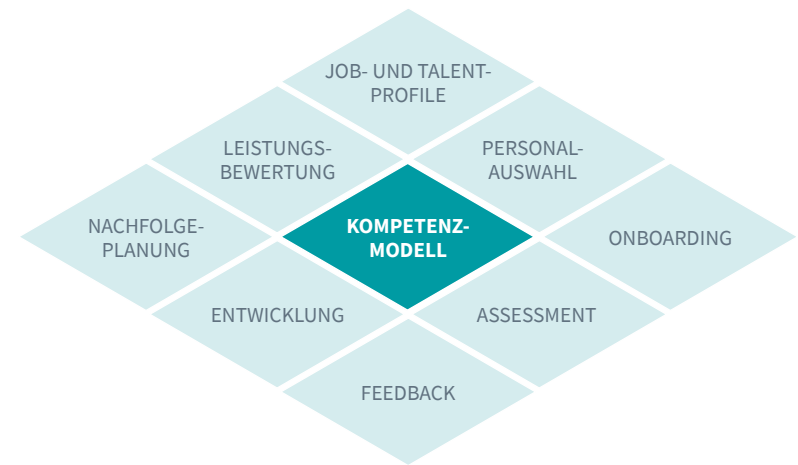 JOB- UND TALENT-
PROFILE
LEISTUNGS-
BEWERTUNG
PERSONAL-
AUSWAHL
NACHFOLGE-
PLANUNG
KOMPETENZ-
MODELL
ONBOARDING
ENTWICKLUNG
ASSESSMENT
FEEDBACK